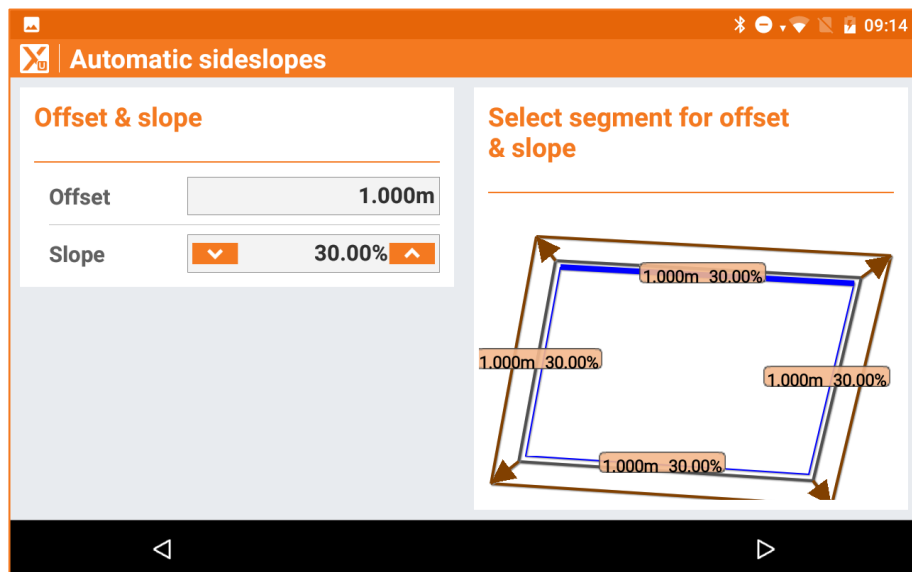 09:14
Xu Automatic sideslopes
Offset & slope
Offset 1.000m
Slope 30.00%
Select segment for offset
& slope
1.000m 30.00%
1.000m 30.00%
1.000m 30.00%
1.000m 30.00%